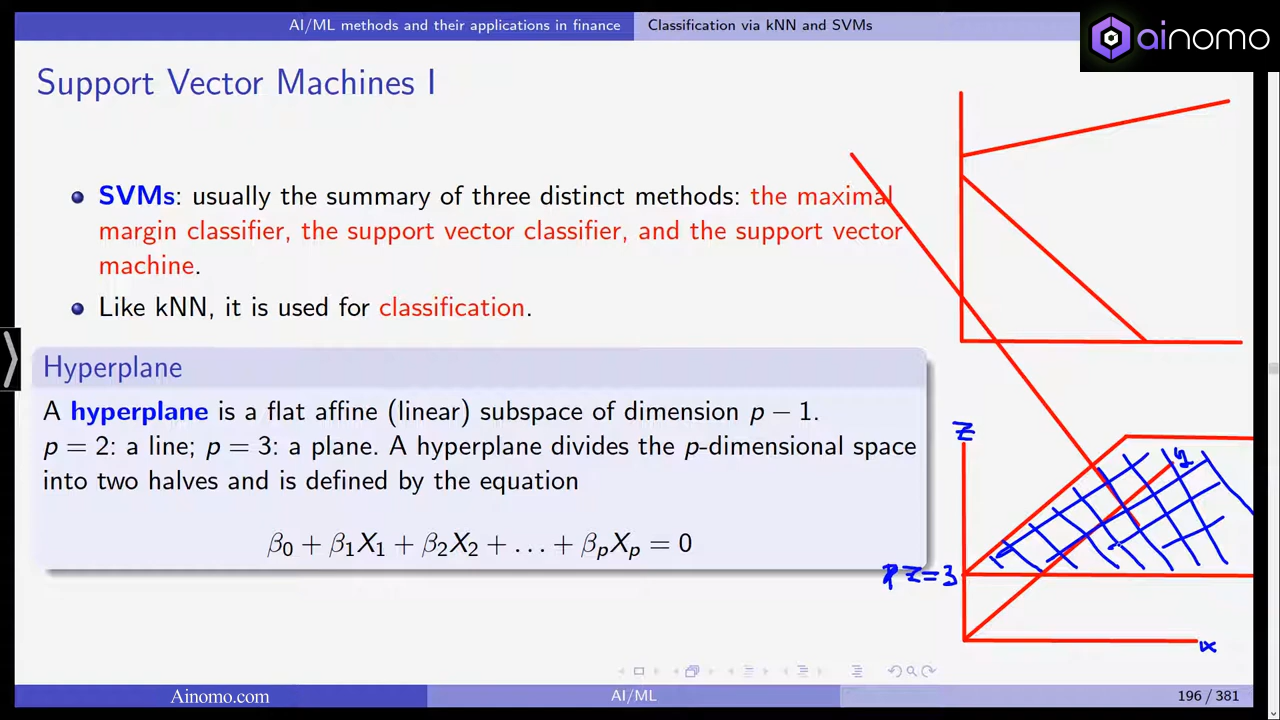 AI/ML methods and their applications in finance
Classification via kNN and SVMs
ainomo
Support Vector Machines I
SVMs: usually the summary of three distinct methods: the maximal
margin classifier, the support vector classifier, and the support vector
machine.
Like kNN, it is used for classification.
Hyperplane
A hyperplane is a flat affine (linear) subspace of dimension p − 1.
p = 2: a line; p = 3: a plane. A hyperplane divides the p-dimensional space
into two halves and is defined by the equation
β₀ + β₁X₁ + β₂X₂ + … + βₚXₚ = 0
Z
Z=3
x
Ainomo.com
AI/ML
196 / 381